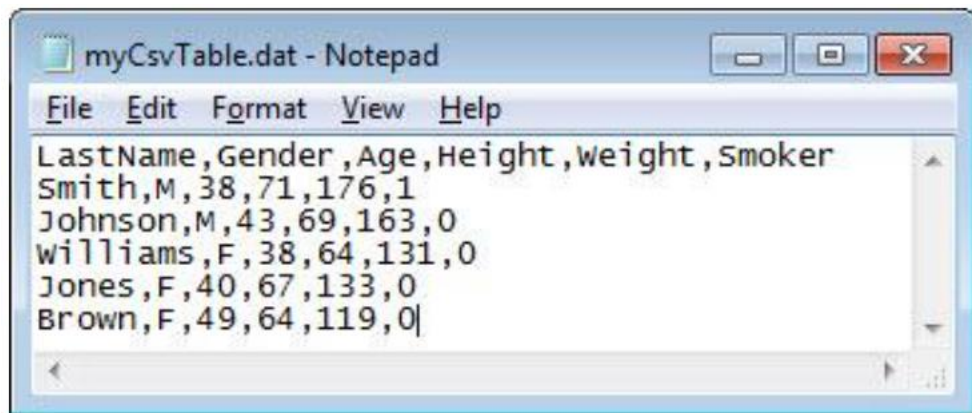 myCsvTable.dat - Notepad
File Edit Format View Help
LastName,Gender,Age,Height,Weight,Smoker
Smith,M,38,71,176,1
Johnson,M,43,69,163,0
Williams,F,38,64,131,0
Jones,F,40,67,133,0
Brown,F,49,64,119,0